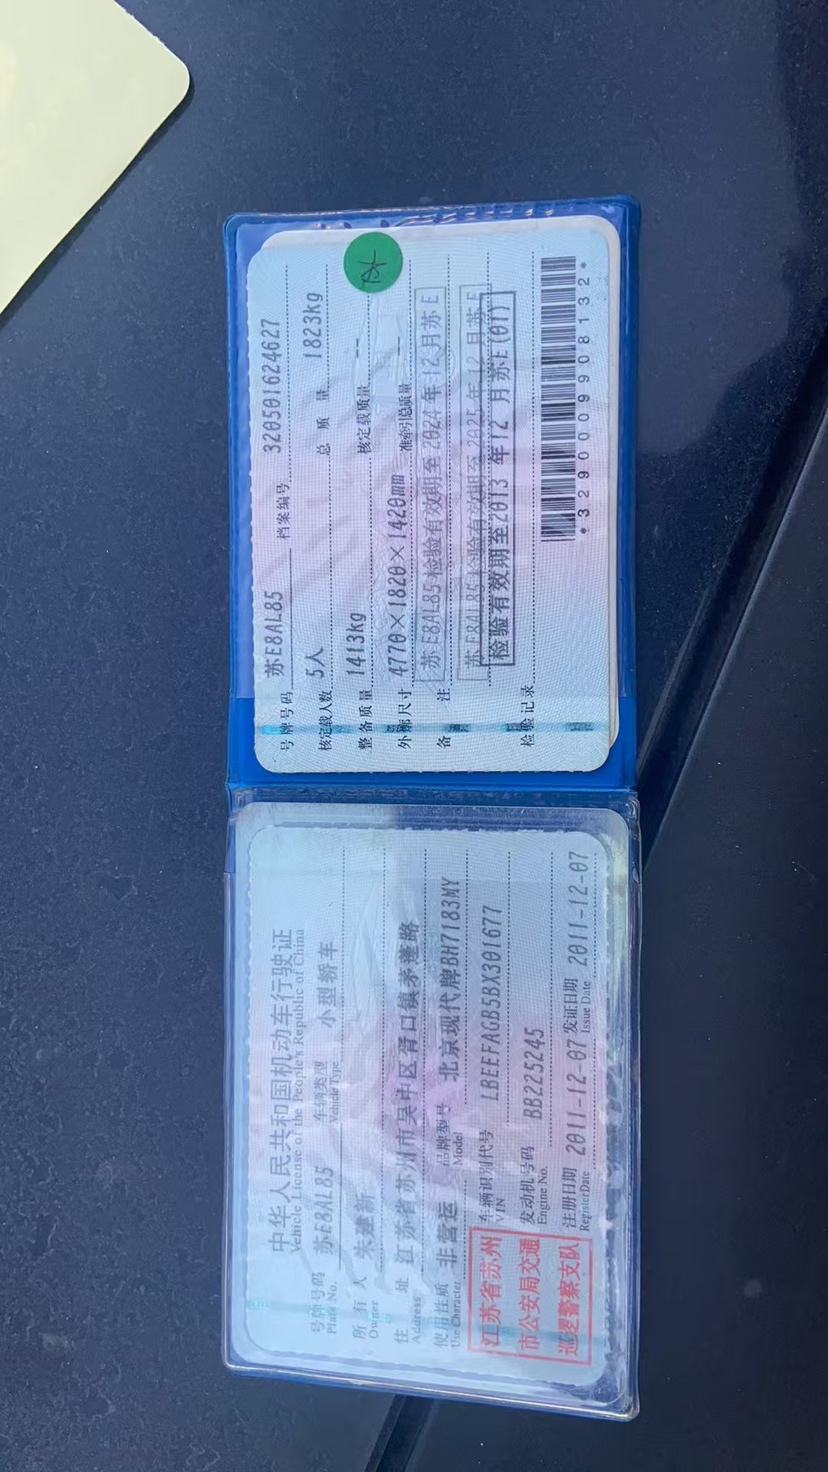 中华人民共和国机动车行驶证
Vehicle License of the People's Republic of China
号牌号码 苏E8AL85 车辆类型 小型轿车
Plate No. Vehicle Type
所有人 朱建新
Owner
住址 江苏省苏州市吴中区胥口镇茅蓬路
Address
使用性质 非营运 品牌型号 北京现代牌BH7183MY
Use Character Model
江苏省苏州
市公安局交通
巡逻警察支队
车辆识别代号 LBEEFAGB5BX301677
VIN
发动机号码 BB225245
Engine No.
注册日期 2011-12-07 发证日期 2011-12-07
Register Date Issue Date
号牌号码 苏E8AL85 档案编号 320501624627
核定载人数 5人 总质量 1823kg
整备质量 1413kg 核定载质量 --
外廓尺寸 4770×1820×1420mm 准牵引总质量 --
备注 苏E8AL85检验有效期至2024年12月苏E
苏E8AL85检验有效期至2025年12月苏E
检验有效期至2013年12月苏E(01)
检验记录
*3290009908132*